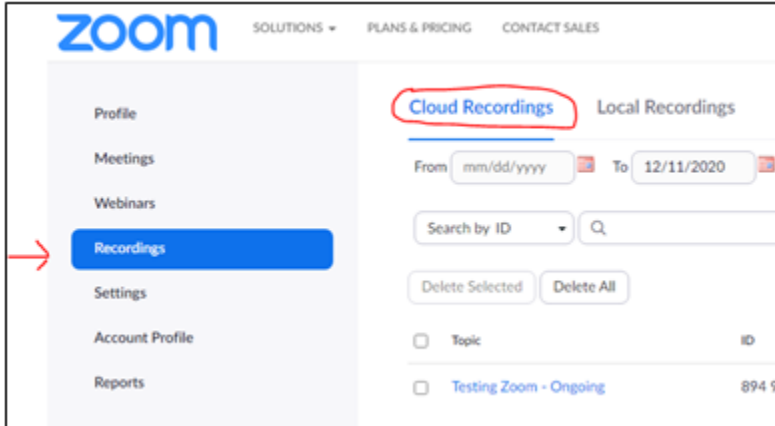 zoom SOLUTIONS PLANS & PRICING CONTACT SALES
Profile
Meetings
Webinars
Recordings
Settings
Account Profile
Reports
Cloud Recordings Local Recordings
From mm/dd/yyyy To 12/11/2020
Search by ID
Delete Selected Delete All
Topic ID
Testing Zoom - Ongoing 894 9